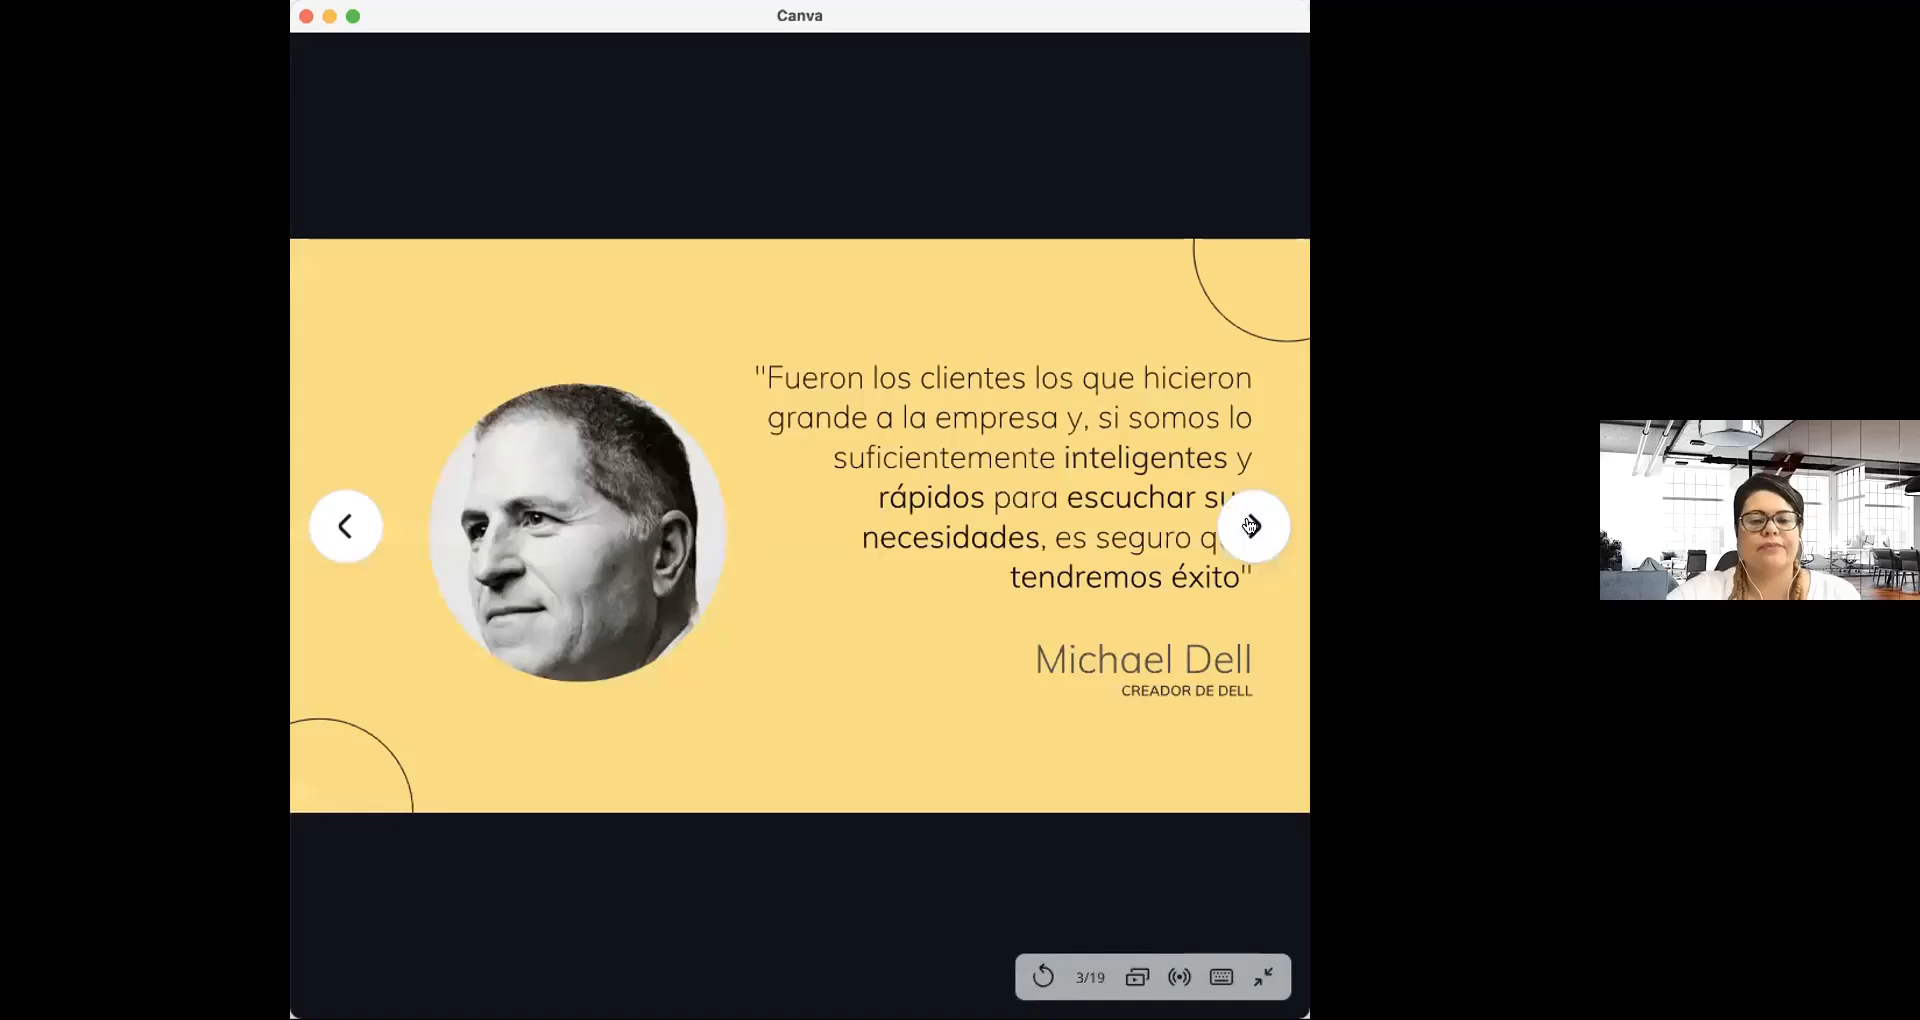 Canva
"Fueron los clientes los que hicieron
grande a la empresa y, si somos lo
suficientemente inteligentes y
rápidos para escuchar
necesidades, es seguro
tendremos éxito"
Michael Dell
CREADOR DE DELL
3/19